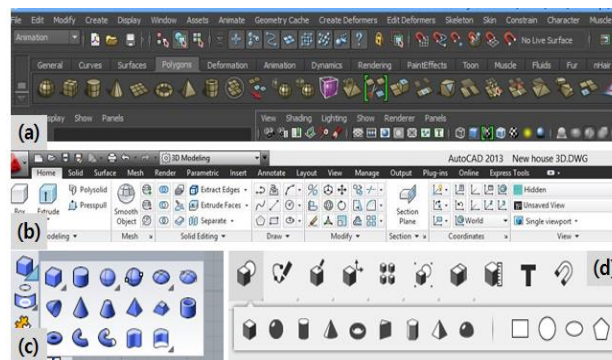 File Edit Modify Create Display Window Assets Animate Geometry Cache Create Deformers Edit Deformers Skeleton Skin Constrain Character Muscle
Animation
No Live Surface
General Curves Surfaces Polygons Deformation Animation Dynamics Rendering PaintEffects Toon Muscle Fluids Fur nHair
Show Panels
View Shading Lighting Show Renderer Panels
(a)
3D Modeling
AutoCAD 2013 New house 3D.DWG
Home Solid Surface Mesh Render Parametric Insert Annotate Layout View Manage Output Plug-ins Online Express Tools
Polysolid
Presspull
Extrude
Smooth Object
Extract Edges
Extrude Faces
Separate
Section Plane
World
Hidden
Unsaved View
Single viewport
(b)
Mesh Solid Editing Draw Modify Section Coordinates View
(c)
(d)
T